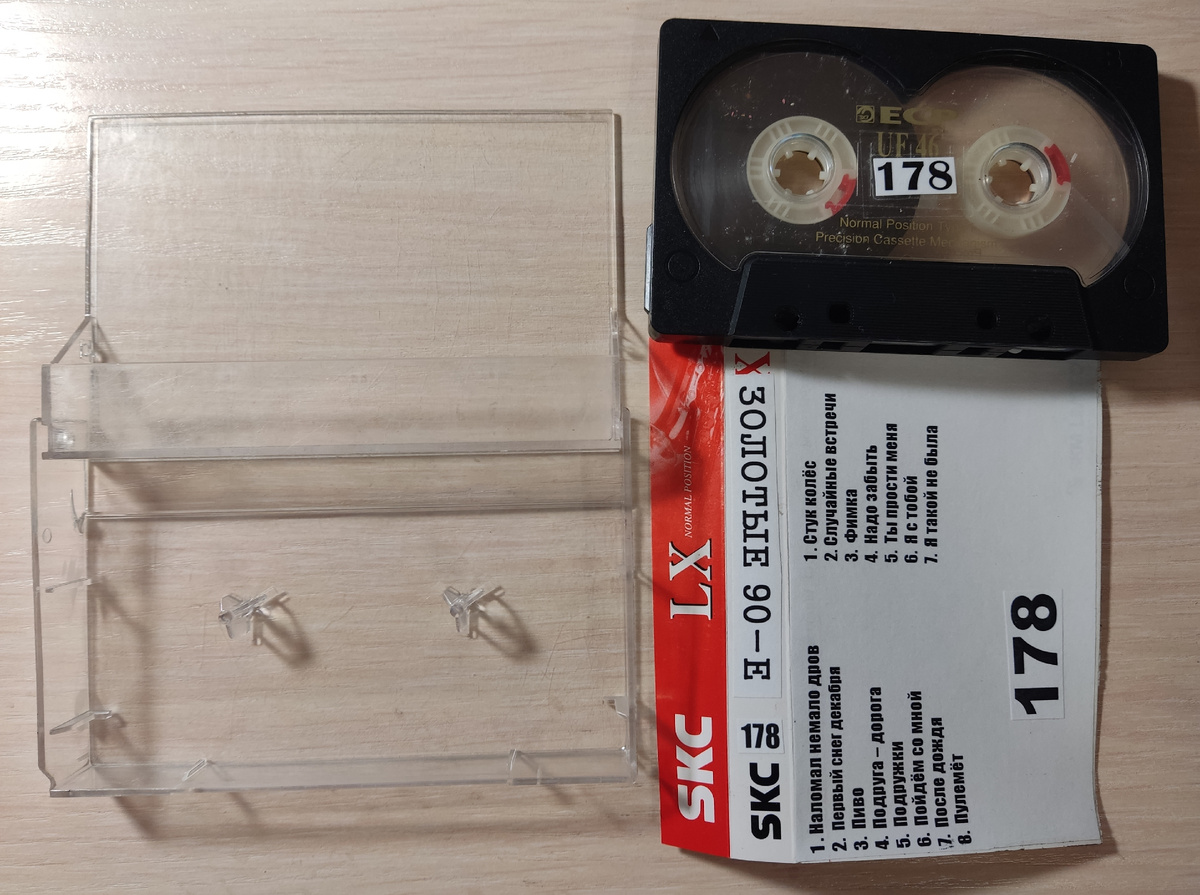 ECP
UF 46
178
Normal Position
Precision Cassette
SKC LX
NORMAL POSITION
SKC 178 ЗОЛОТЫЕ 90-Е X
1. Наломал немало дров
2. Первый снег декабря
3. Пиво
4. Подруга – дорога
5. Подружки
6. Пойдём со мной
7. После дождя
8. Пулемёт
1. Стук колёс
2. Случайные встречи
3. Фимка
4. Надо забыть
5. Ты прости меня
6. Я с тобой
7. Я такой не была
178